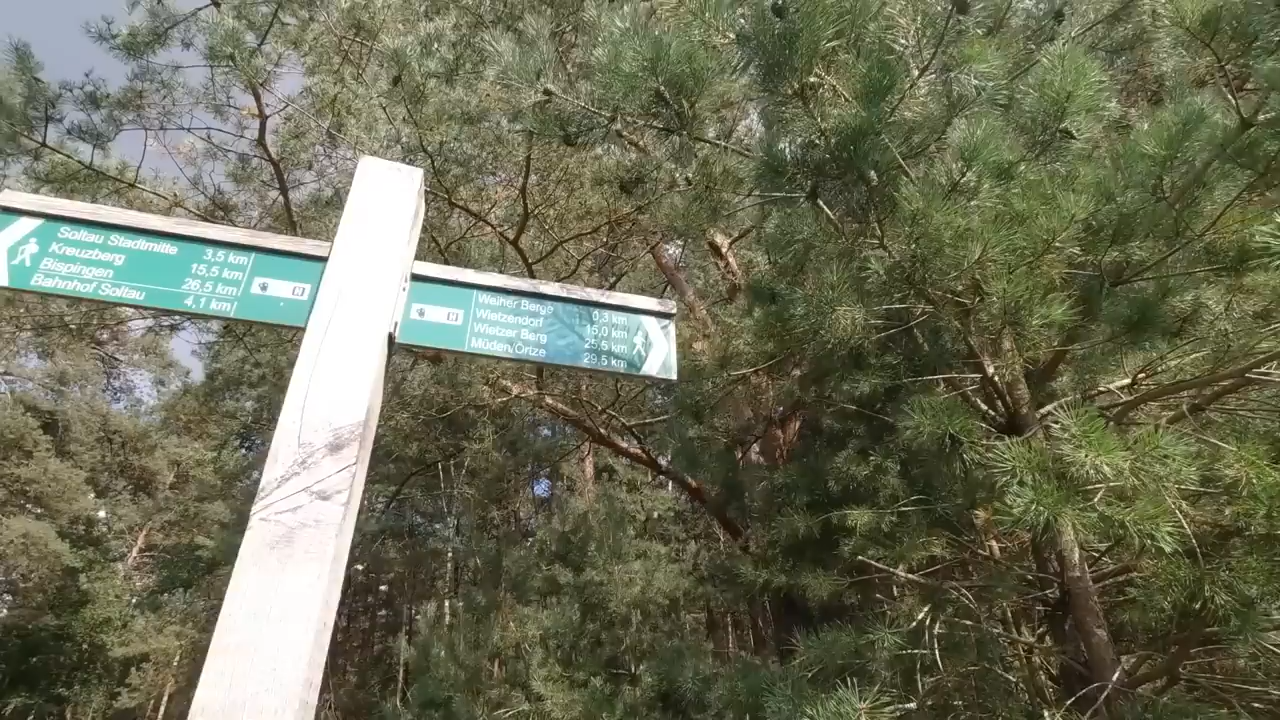 Soltau Stadtmitte 3,5 km
Kreuzberg 15,5 km
Bispingen 26,5 km
Bahnhof Soltau 4,1 km
H
H
Weiher Berge 0,3 km
Wietzendorf 15,0 km
Wietzer Berg 25,5 km
Müden/Örtze 29,5 km